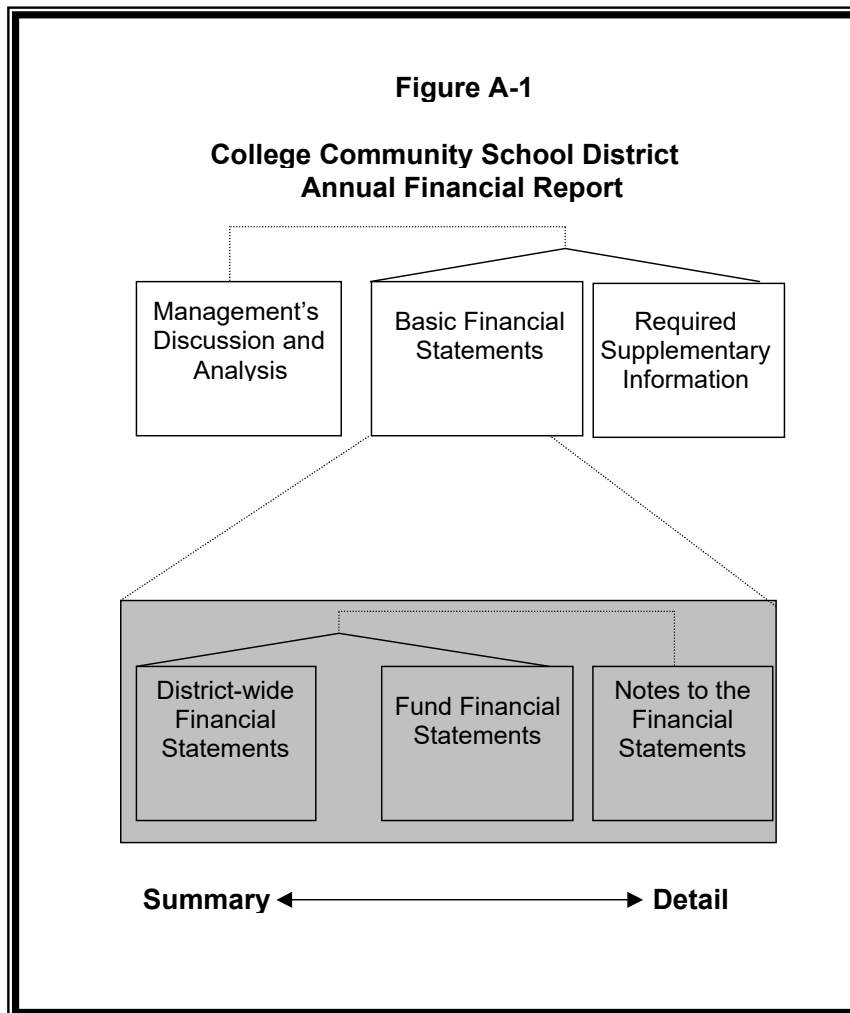 Figure A-1
College Community School District
Annual Financial Report
Management’s
Discussion and
Analysis
Basic Financial
Statements
Required
Supplementary
Information
District-wide
Financial
Statements
Fund Financial
Statements
Notes to the
Financial
Statements
Summary
Detail